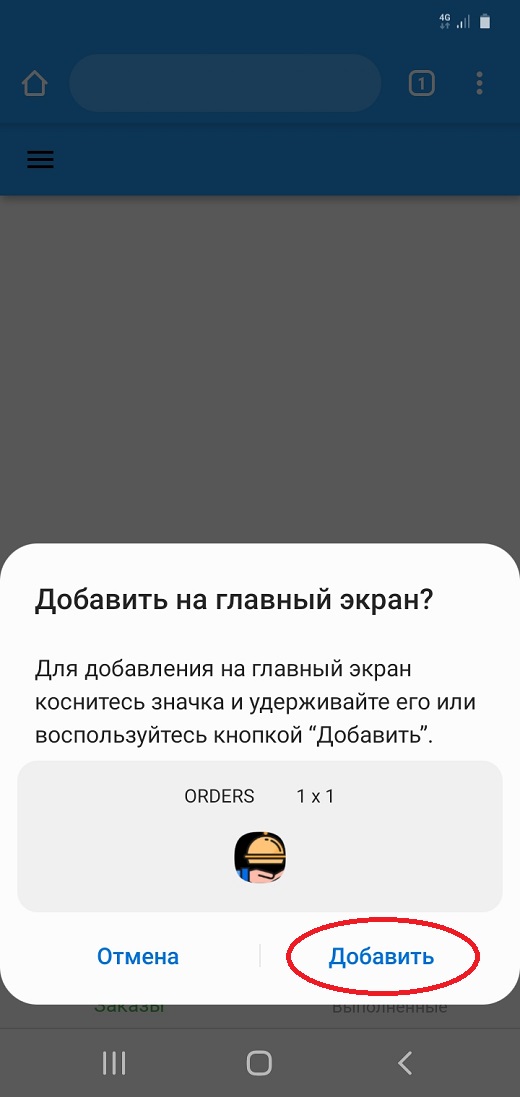 4G
1
Добавить на главный экран?
Для добавления на главный экран
коснитесь значка и удерживайте его или
воспользуйтесь кнопкой “Добавить”.
ORDERS 1 x 1
Отмена Добавить
Заказы Выполненные